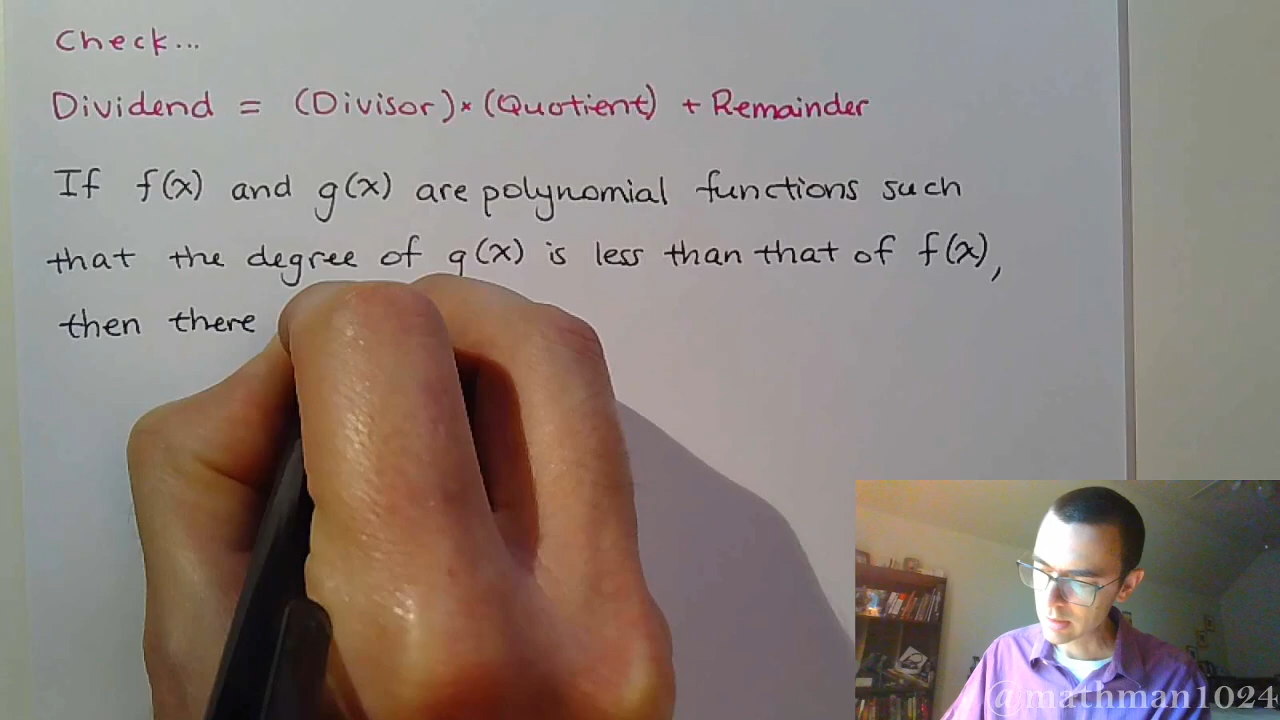 Check...
Dividend = (Divisor) × (Quotient) + Remainder
If f(x) and g(x) are polynomial functions such
that the degree of g(x) is less than that of f(x),
then there
@mathman1024